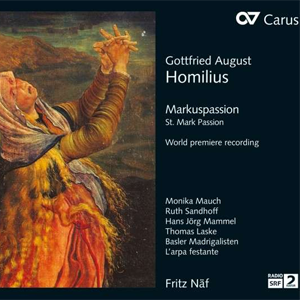 Carus
Gottfried August
Homilius
Markuspassion
St. Mark Passion
World premiere recording
Monika Mauch
Ruth Sandhoff
Hans Jörg Mammel
Thomas Laske
Basler Madrigalisten
L'arpa festante
Fritz Näf
RADIO
SRF 2